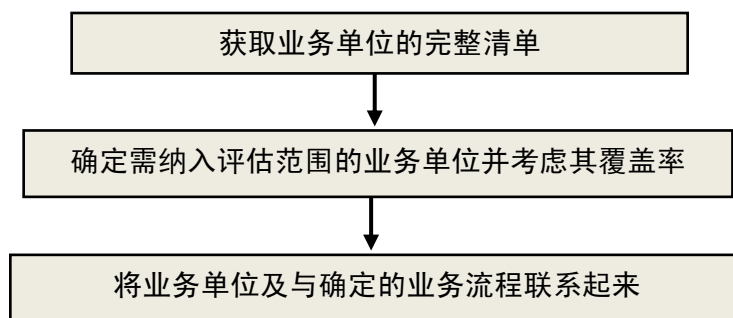 获取业务单位的完整清单
确定需纳入评估范围的业务单位并考虑其覆盖率
将业务单位及与确定的业务流程联系起来